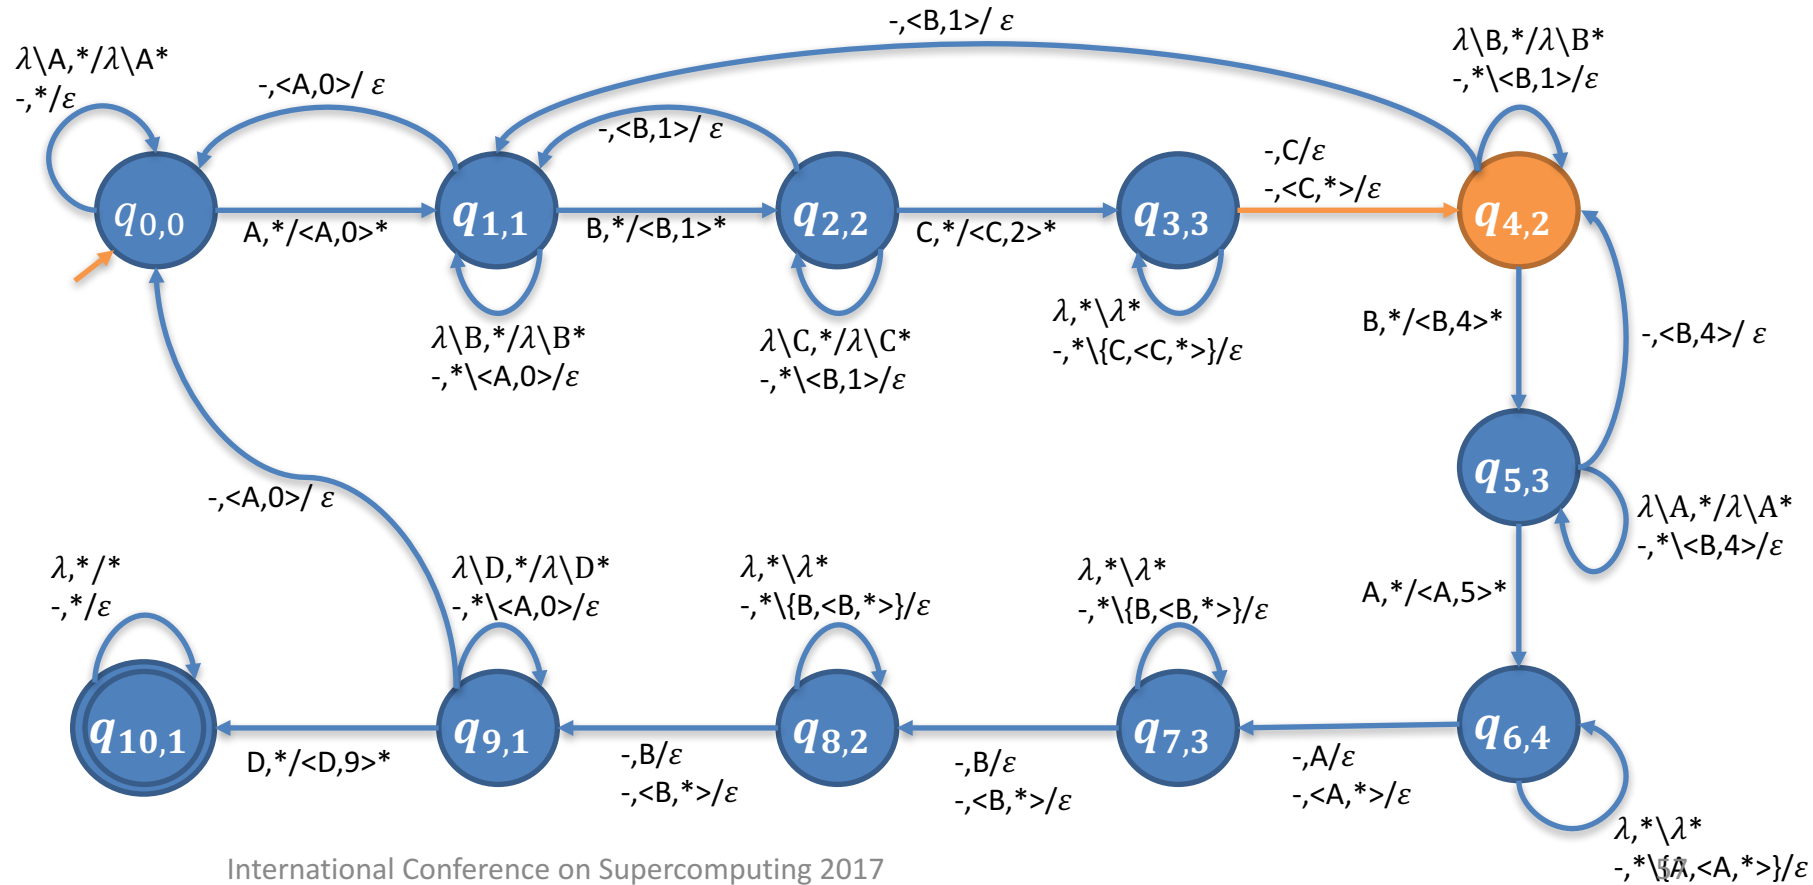 -,<B,1>/ ε
λ\A,*/λ\A*
-,*/ε
-,<A,0>/ ε
-,<B,1>/ ε
λ\B,*/λ\B*
-,*\<B,1>/ε
-,C/ε
-,<C,*>/ε
q0,0
A,*/<A,0>*
q1,1
B,*/<B,1>*
q2,2
C,*/<C,2>*
q3,3
q4,2
λ\B,*/λ\B*
-,*\<A,0>/ε
λ\C,*/λ\C*
-,*\<B,1>/ε
λ,*\λ*
-,*\{C,<C,*>}/ε
B,*/<B,4>*
-,<B,4>/ ε
q5,3
-,<A,0>/ ε
λ\A,*/λ\A*
-,*\<B,4>/ε
A,*/<A,5>*
λ,*/*
-,*/ε
λ\D,*/λ\D*
-,*\<A,0>/ε
λ,*\λ*
-,*\{B,<B,*>}/ε
λ,*\λ*
-,*\{B,<B,*>}/ε
q10,1
D,*/<D,9>*
q9,1
-,B/ε
-,<B,*>/ε
q8,2
-,B/ε
-,<B,*>/ε
q7,3
-,A/ε
-,<A,*>/ε
q6,4
λ,*\λ*
-,*\{A,<A,*>}/ε
International Conference on Supercomputing 2017
57